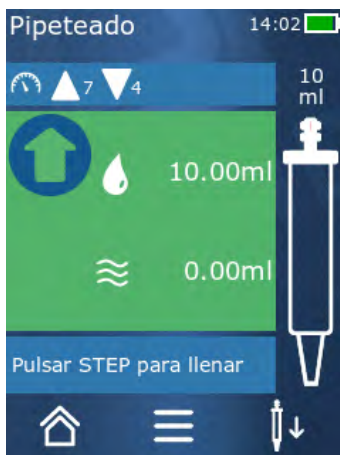 Pipeteado 14:02
7 4
10
ml
10.00ml
0.00ml
Pulsar STEP para llenar